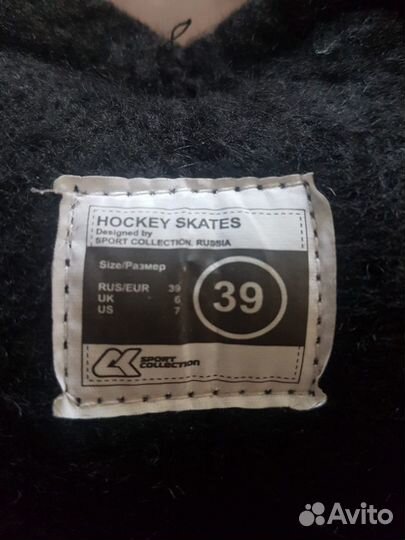 HOCKEY SKATES
Designed by
SPORT COLLECTION, RUSSIA
Size/Размер
RUS/EUR 39
UK 6
US 7
39
CK SPORT
COLLECTION
Avito